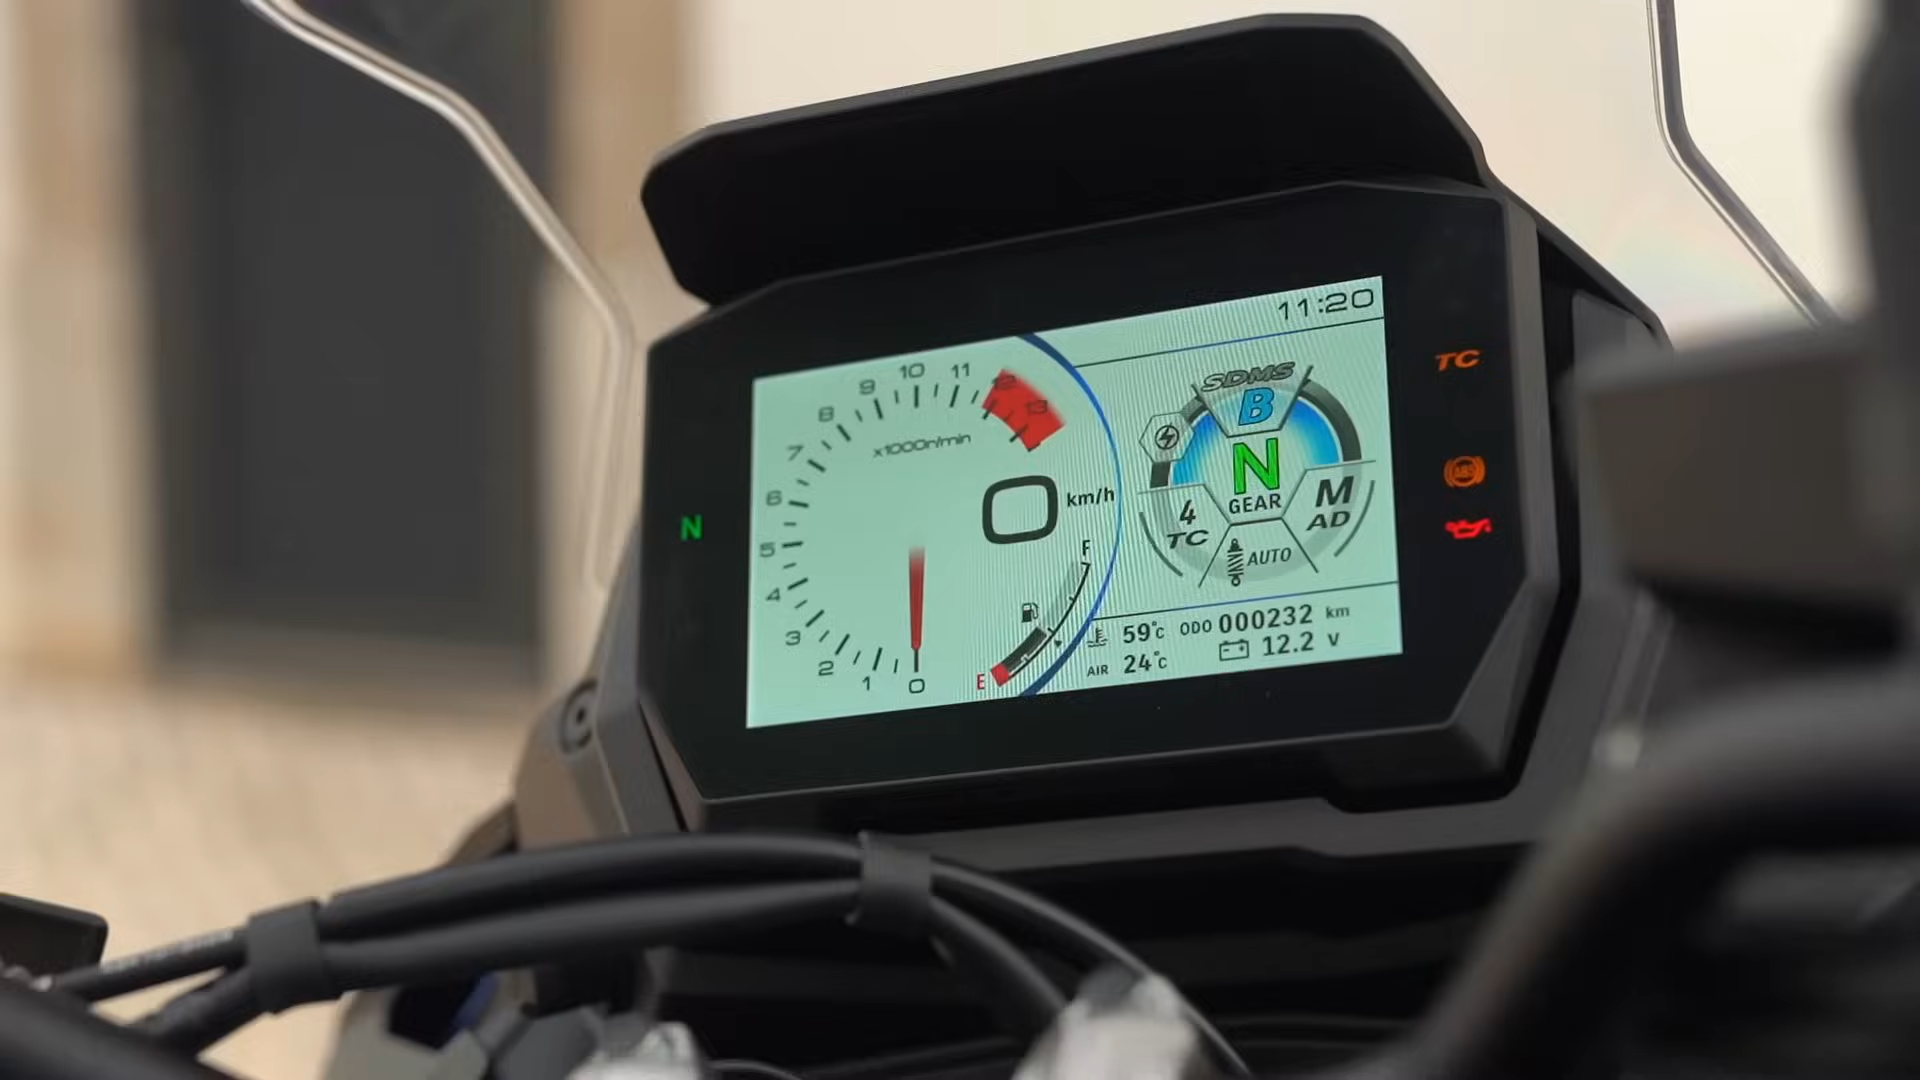 11:20
10
11
12
9
8
13
7
x1000r/min
6
5
4
3
2
1
0
0 km/h
F
E
SDMS
B
N
GEAR
4
TC
M
AD
AUTO
59°C
ODO 000232 km
AIR 24°C
12.2 V
N
TC
ABS